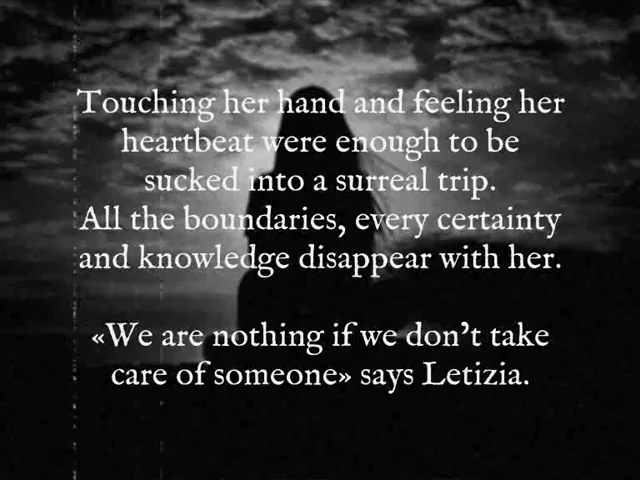 Touching her hand and feeling her
heartbeat were enough to be
sucked into a surreal trip.
All the boundaries, every certainty
and knowledge disappear with her.
«We are nothing if we don't take
care of someone» says Letizia.